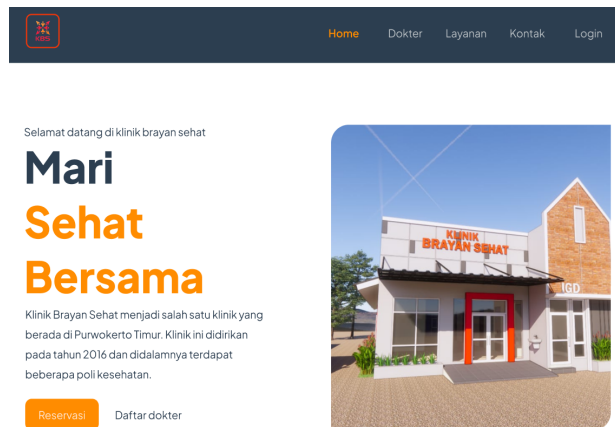 KBS
Home Dokter Layanan Kontak Login
Selamat datang di klinik brayan sehat
Mari
Sehat
Bersama
Klinik Brayan Sehat menjadi salah satu klinik yang
berada di Purwokerto Timur. Klinik ini didirikan
pada tahun 2016 dan didalamnya terdapat
beberapa poli kesehatan.
Reservasi Daftar dokter
KLINIK
BRAYAN SEHAT
IGD